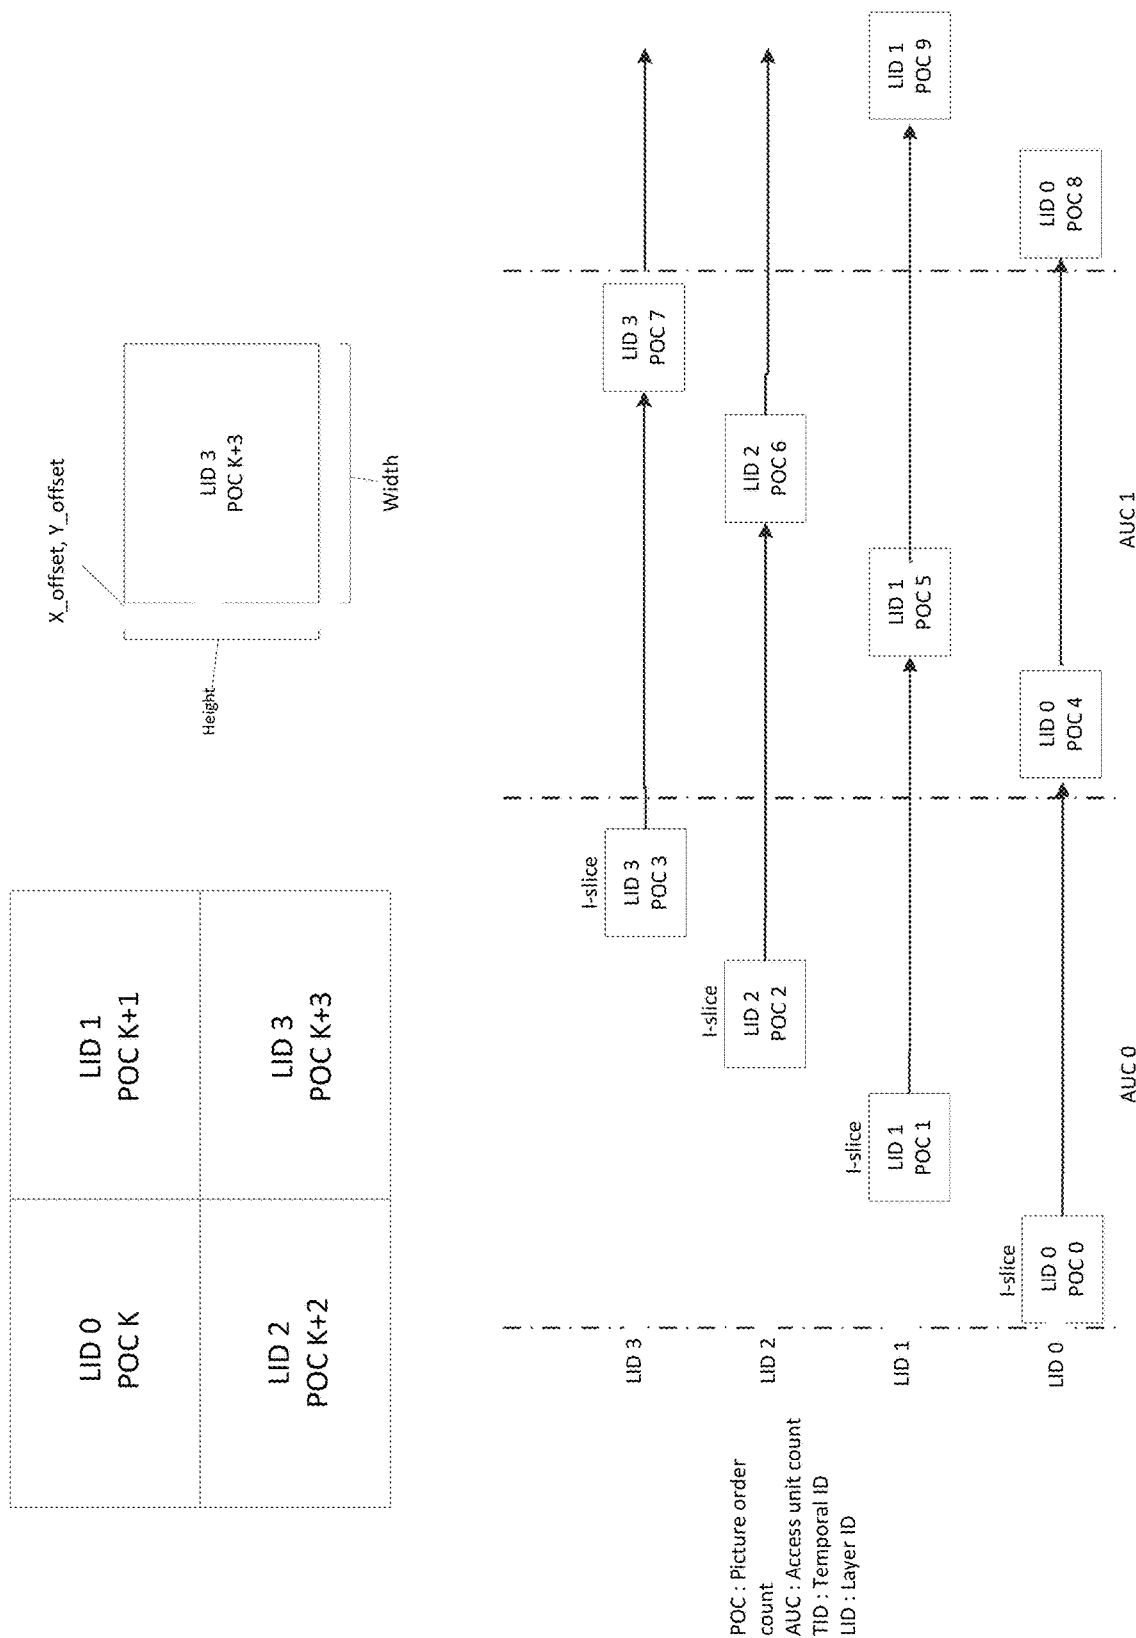 LID 0
POC K
LID 1
POC K+1
LID 2
POC K+2
LID 3
POC K+3
X_offset, Y_offset
Height
LID 3
POC K+3
Width
POC : Picture order
count
AUC : Access unit count
TID : Temporal ID
LID : Layer ID
LID 3
I-slice
LID 3
POC 3
LID 3
POC 7
LID 2
I-slice
LID 2
POC 2
LID 2
POC 6
LID 1
I-slice
LID 1
POC 1
LID 1
POC 5
LID 1
POC 9
LID 0
I-slice
LID 0
POC 0
LID 0
POC 4
LID 0
POC 8
AUC 0
AUC 1